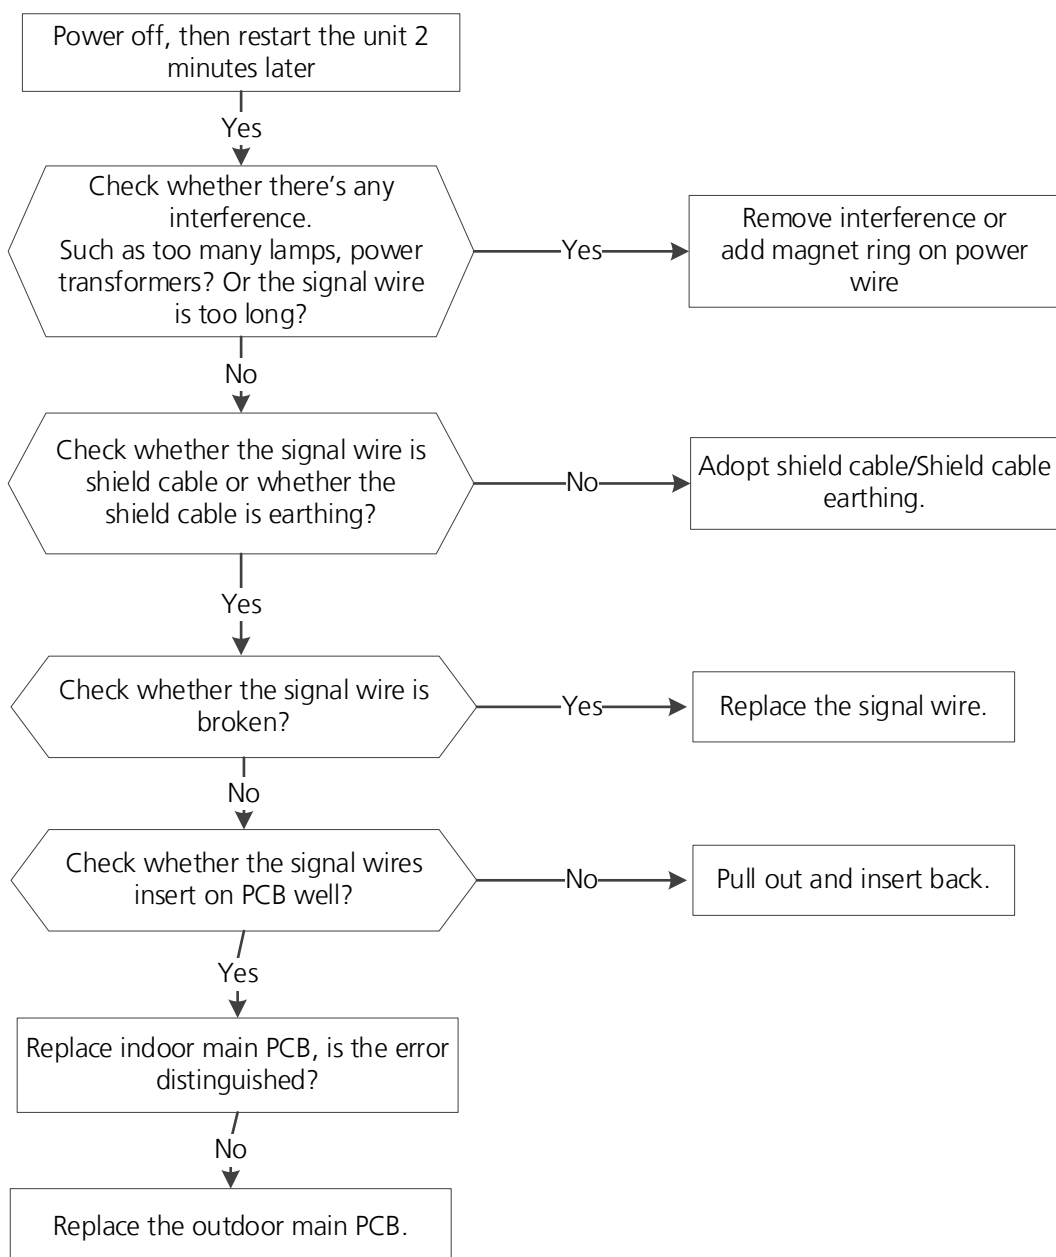 Power off, then restart the unit 2
minutes later
Yes
Check whether there’s any
interference.
Such as too many lamps, power
transformers? Or the signal wire
is too long?
Yes
Remove interference or
add magnet ring on power
wire
No
Check whether the signal wire is
shield cable or whether the
shield cable is earthing?
No
Adopt shield cable/Shield cable
earthing.
Yes
Check whether the signal wire is
broken?
Yes
Replace the signal wire.
No
Check whether the signal wires
insert on PCB well?
No
Pull out and insert back.
Yes
Replace indoor main PCB, is the error
distinguished?
No
Replace the outdoor main PCB.